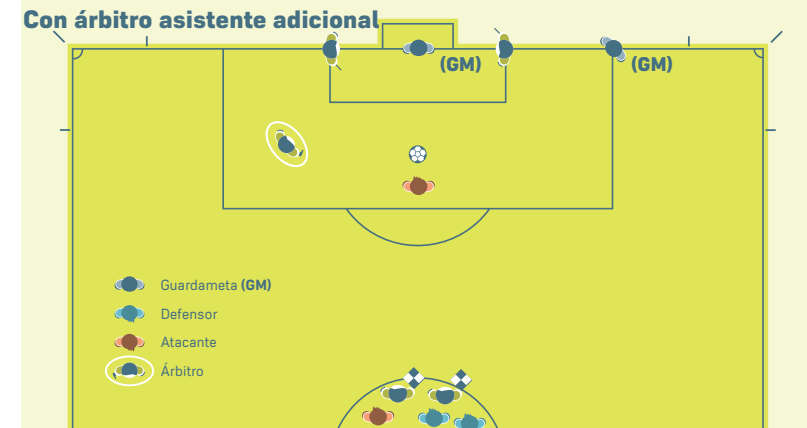 Con árbitro asistente adicional
(GM)
(GM)
Guardameta (GM)
Defensor
Atacante
Árbitro